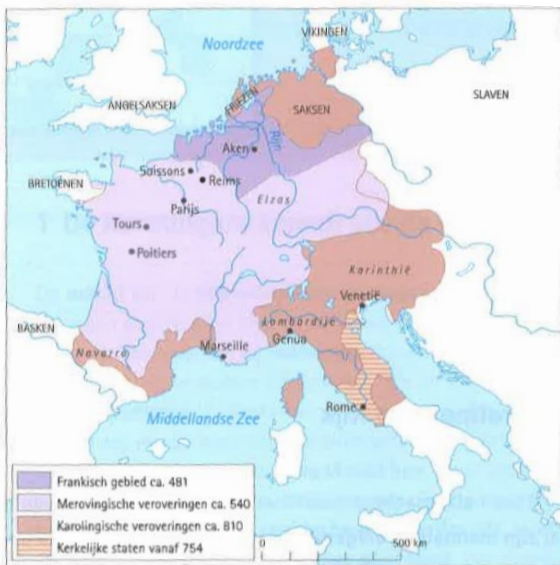 Noordzee
VIKINGEN
SLAVEN
FRIEZEN
SAKSEN
ANGELSAKSEN
Aken
Rijn
Soissons
Reims
BRETOENEN
Elzas
Parijs
Tours
Poitiers
Karinthië
Venetië
BASKEN
Lombardije
Genua
Navarra
Marseille
Rome
Middellandse Zee
Frankisch gebied ca. 481
Merovingische veroveringen ca. 540
Karolingische veroveringen ca. 810
Kerkelijke staten vanaf 754
0 500 km